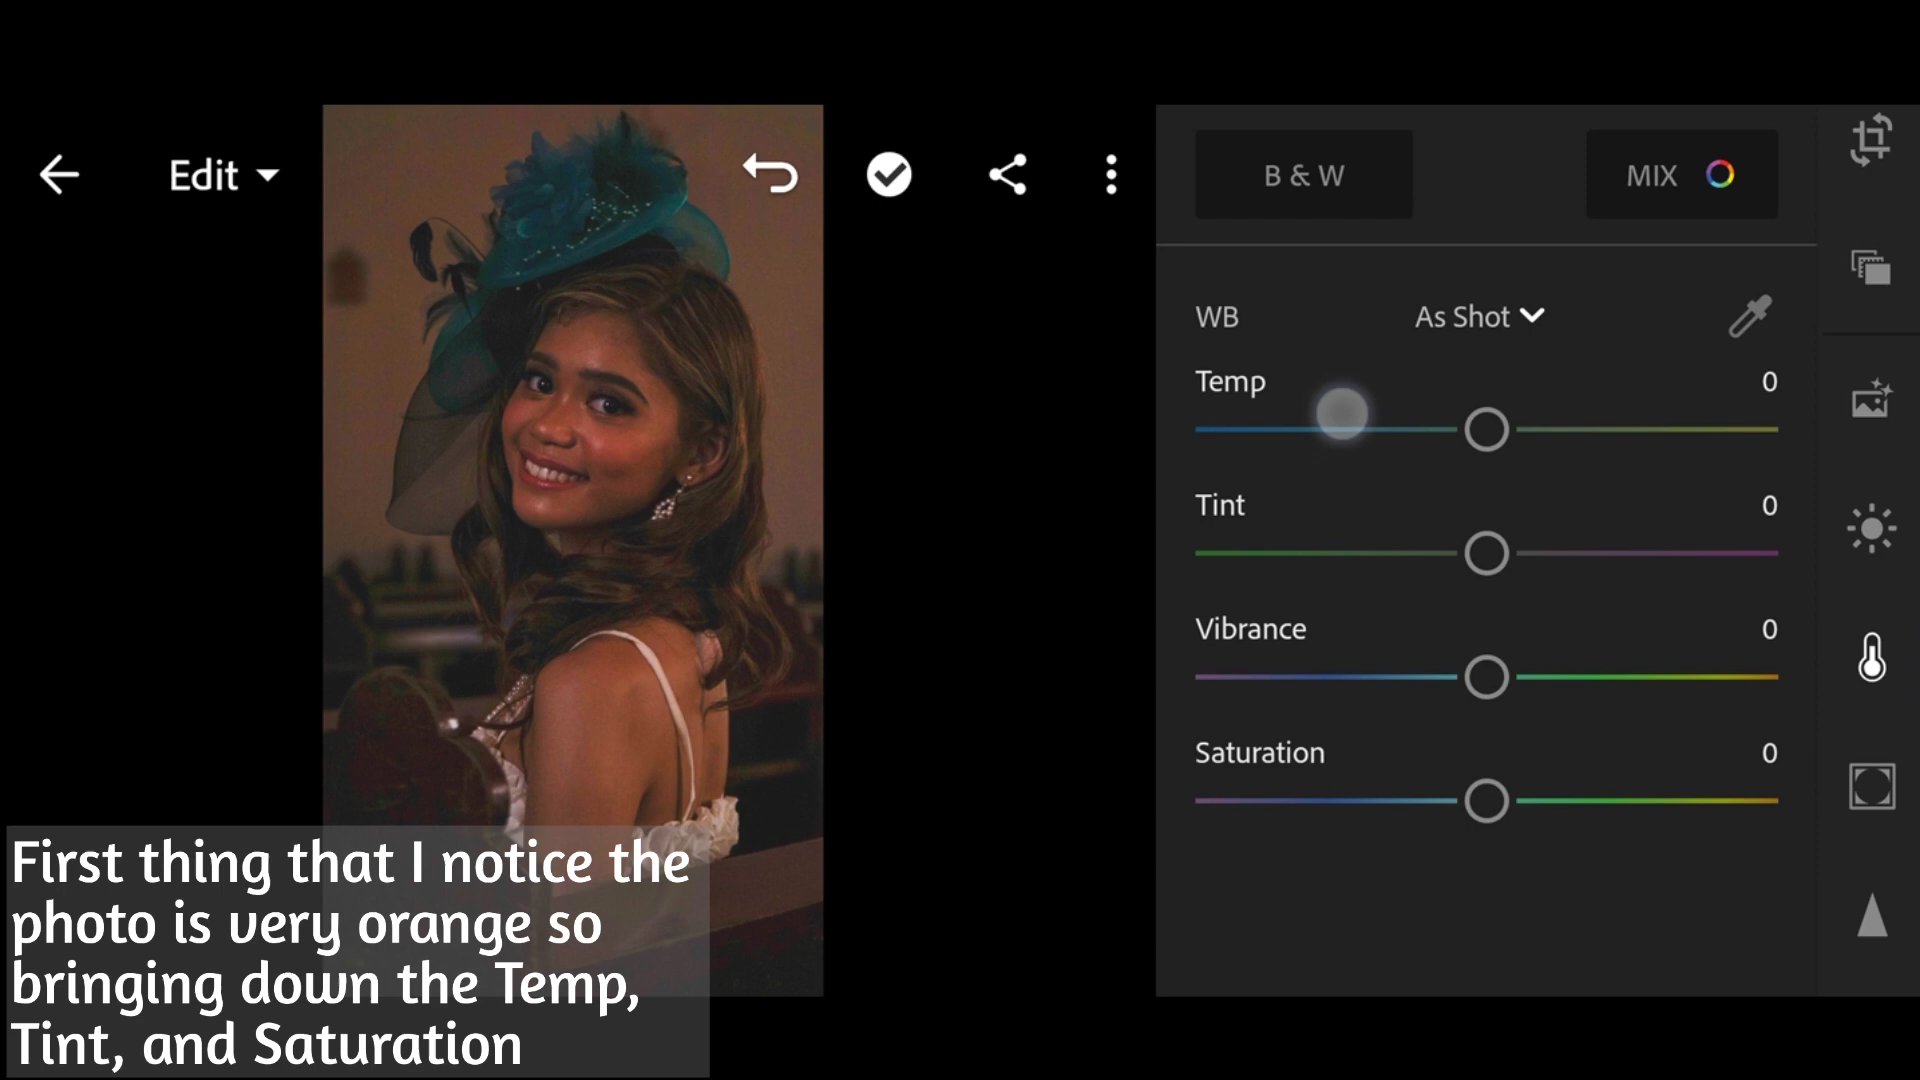 Edit
B & W
MIX
WB
As Shot
Temp
0
Tint
0
Vibrance
0
Saturation
0
First thing that I notice the
photo is very orange so
bringing down the Temp,
Tint, and Saturation